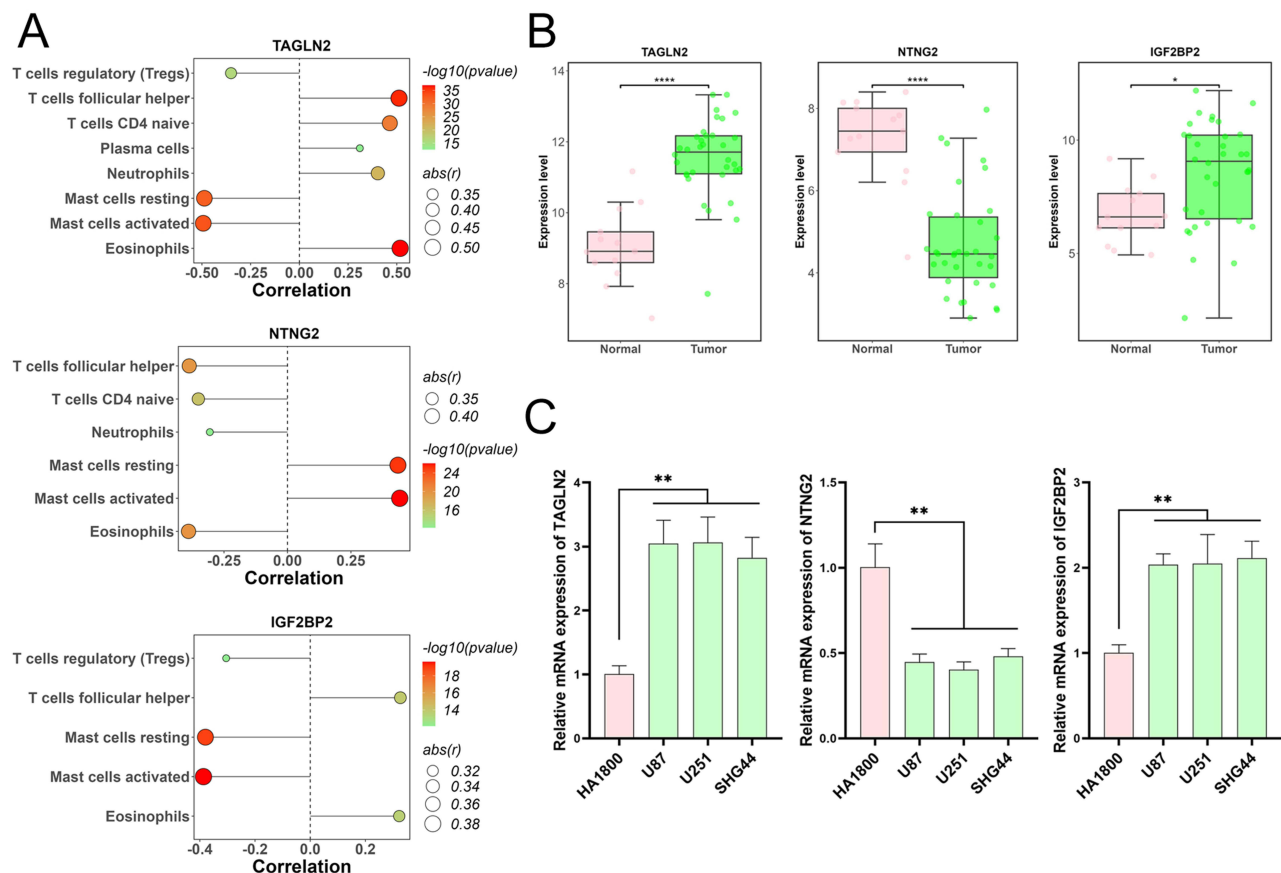 A
TAGLN2
T cells regulatory (Tregs)
T cells follicular helper
T cells CD4 naive
Plasma cells
Neutrophils
Mast cells resting
Mast cells activated
Eosinophils
-0.50 -0.25 0.00 0.25 0.50
Correlation
-log10(pvalue)
35
30
25
20
15
abs(r)
0.35
0.40
0.45
0.50
NTNG2
T cells follicular helper
T cells CD4 naive
Neutrophils
Mast cells resting
Mast cells activated
Eosinophils
-0.25 0.00 0.25
Correlation
abs(r)
0.35
0.40
-log10(pvalue)
24
20
16
IGF2BP2
T cells regulatory (Tregs)
T cells follicular helper
Mast cells resting
Mast cells activated
Eosinophils
-0.4 -0.2 0.0 0.2
Correlation
-log10(pvalue)
18
16
14
abs(r)
0.32
0.34
0.36
0.38
B
TAGLN2
Expression level
14
12
10
8
****
Normal Tumor
NTNG2
Expression level
8
6
4
****
Normal Tumor
IGF2BP2
Expression level
10
5
*
Normal Tumor
C
Relative mRNA expression of TAGLN2
4
3
2
1
0
**
HA1800 U87 U251 SHG44
Relative mRNA expression of NTNG2
1.5
1.0
0.5
0.0
**
HA1800 U87 U251 SHG44
Relative mRNA expression of IGF2BP2
3
2
1
0
**
HA1800 U87 U251 SHG44